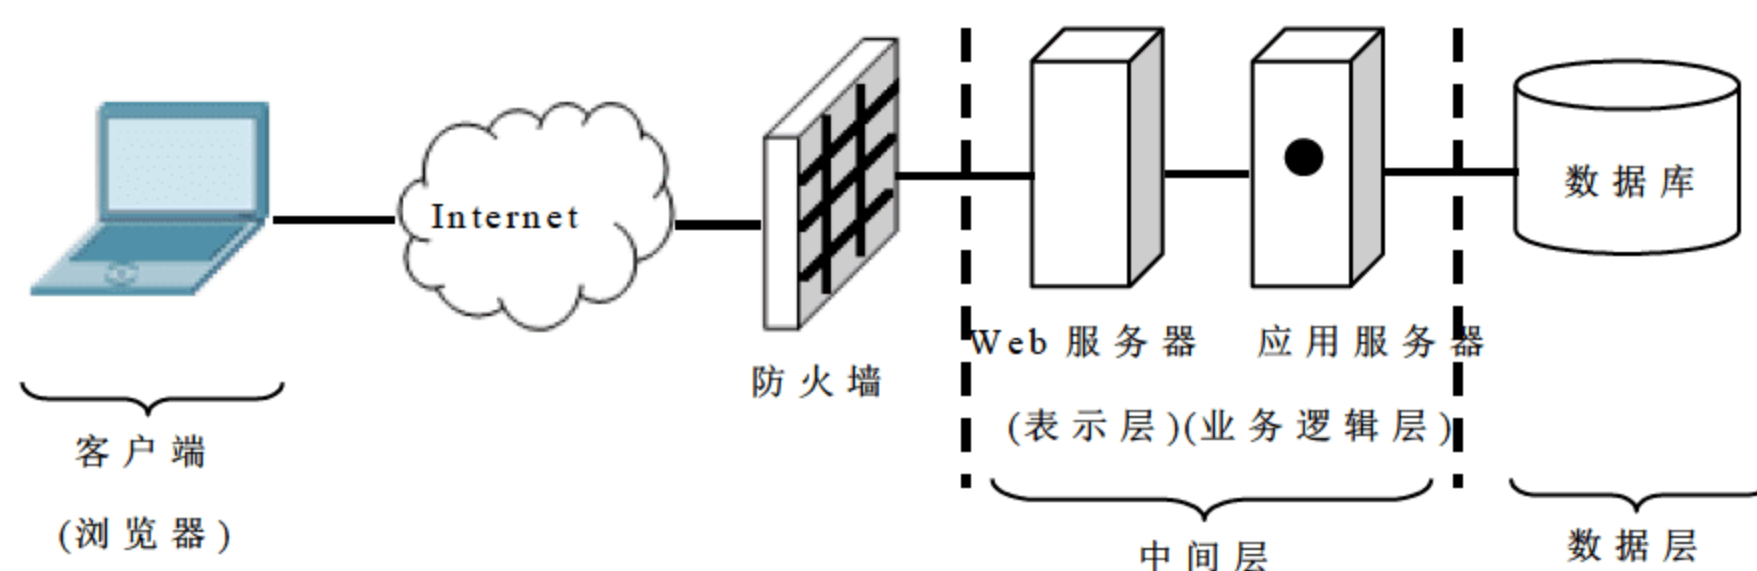 Internet
数据库
Web 服务器
应用服务器
防火墙
(表示层)(业务逻辑层)
客户端
(浏览器)
中间层
数据层